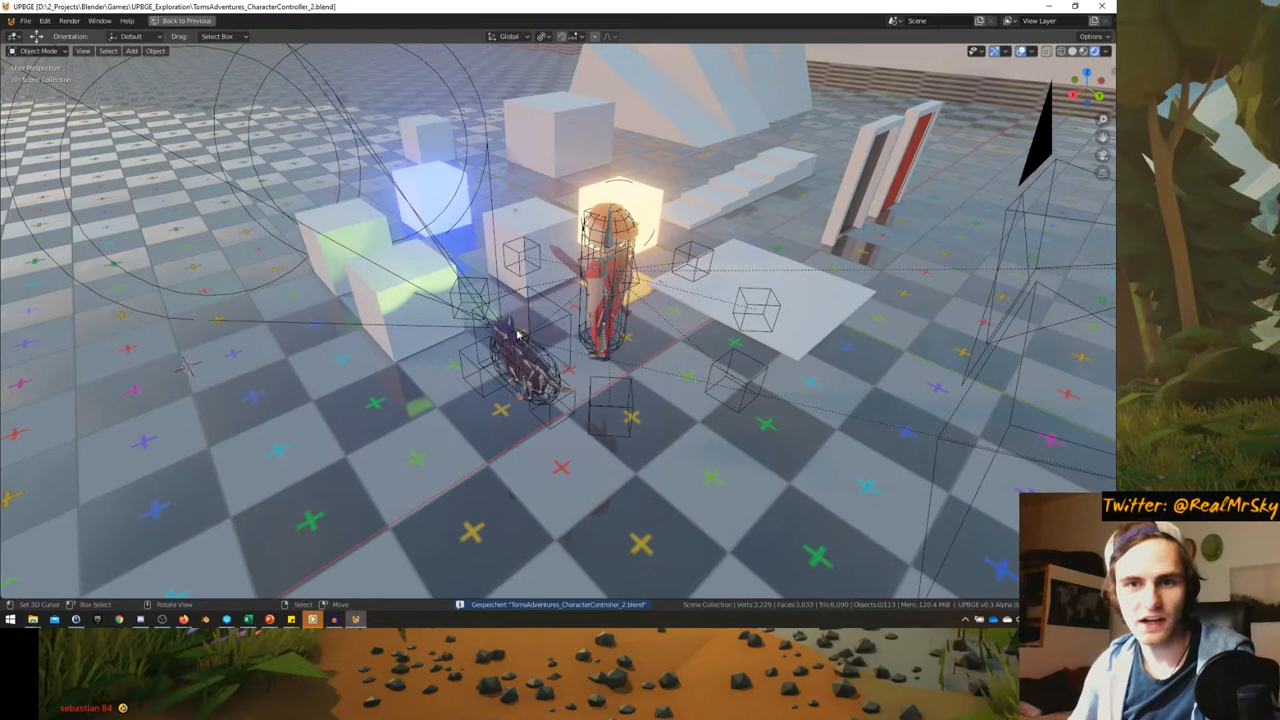 UPBGE [D:\2_Projects\Blender\Games\UPBGE_Exploration\TomsAdventures_CharacterController_2.blend]
File Edit Render Window Help Back to Previous Scene View Layer
Orientation: Default Drag: Select Box Global Options
Object Mode View Select Add Object
User Perspective
(0) Scene Collection
Twitter: @RealMrSky
Set 3D Cursor Box Select Rotate View Select Move Gespeichert "TomsAdventures_CharacterController_2.blend" Scene Collection | Verts:3,229 | Faces:3,033 | Tris:6,090 | Objects:0/113 | Mem: 120.4 MiB | UPBGE v0.3 Alpha
sebastian 84